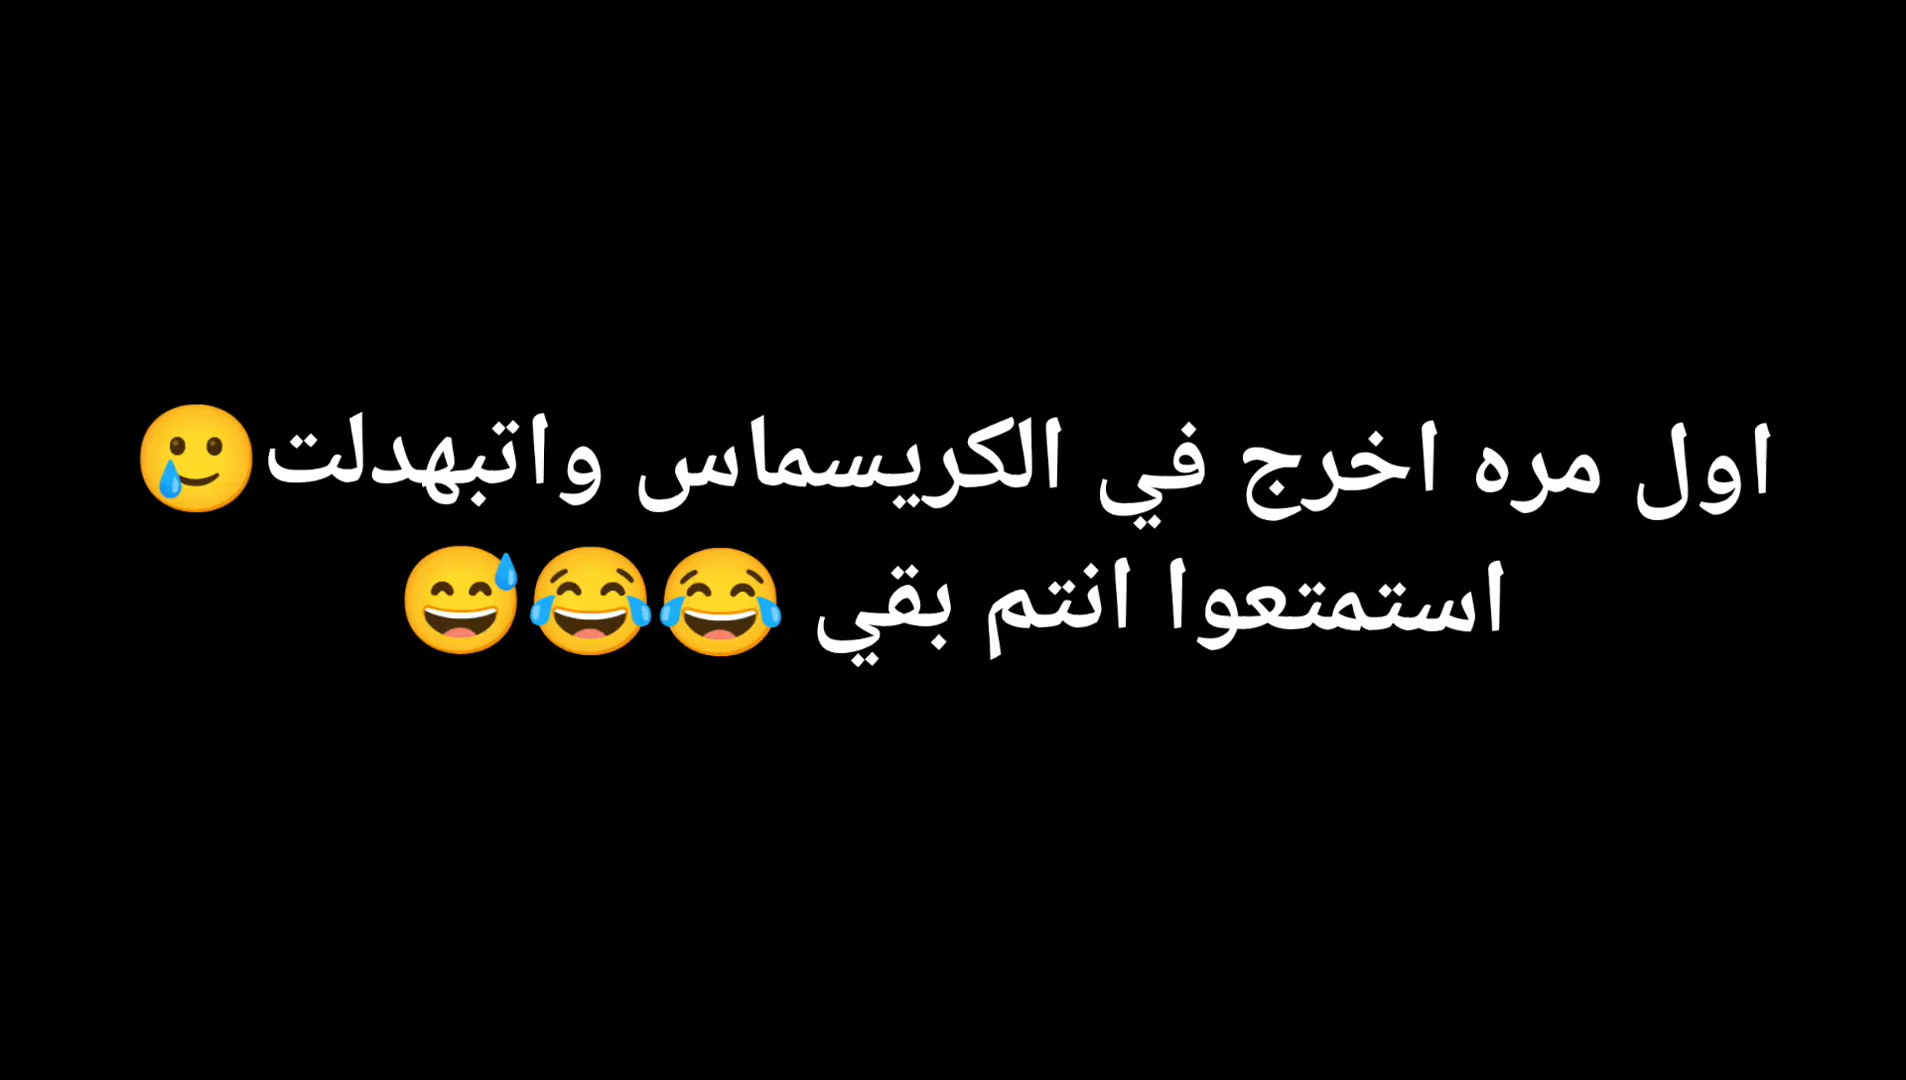 اول مره اخرج في الكريسماس واتبهدلت🥲
استمتعوا انتم بقي 😂😂😅